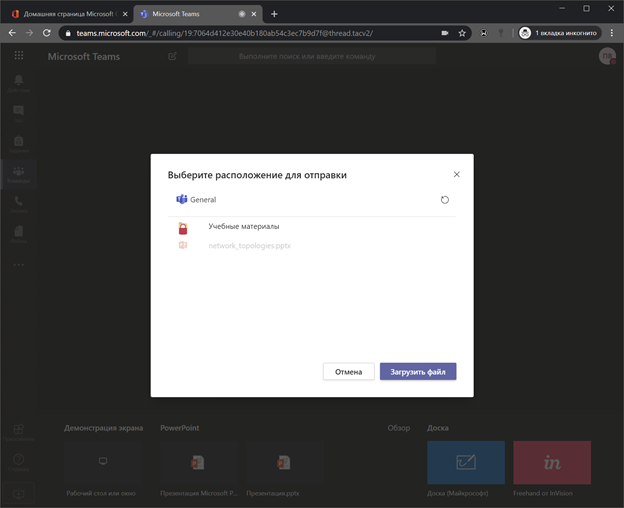 Домашняя страница Microsoft
Microsoft Teams
teams.microsoft.com/_#/calling/19:7064d412e30e40b180ab54c3ec7b9d7f@thread.tacv2/
1 вкладка инкогнито
Microsoft Teams
Выполните поиск или введите команду
Выберите расположение для отправки
General
Учебные материалы
network_topologies.pptx
Отмена
Загрузить файл
Демонстрация экрана
PowerPoint
Обзор
Доска
Рабочий стол или окно
Презентация Microsoft P...
Презентация.pptx
Доска (Майкрософт)
in
Freehand от InVision